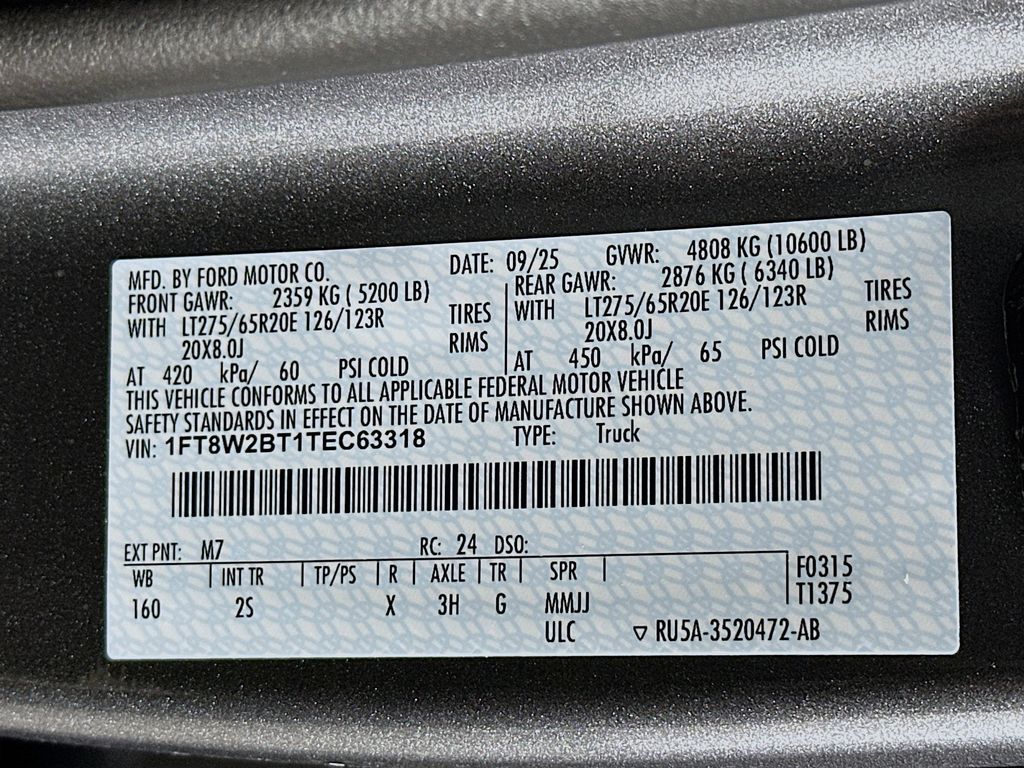 MFD. BY FORD MOTOR CO. DATE: 09/25 GVWR: 4808 KG (10600 LB)
FRONT GAWR: 2359 KG ( 5200 LB) REAR GAWR: 2876 KG ( 6340 LB)
WITH LT275/65R20E 126/123R TIRES WITH LT275/65R20E 126/123R TIRES
20X8.0J RIMS 20X8.0J RIMS
AT 420 kPa/ 60 PSI COLD AT 450 kPa/ 65 PSI COLD
THIS VEHICLE CONFORMS TO ALL APPLICABLE FEDERAL MOTOR VEHICLE
SAFETY STANDARDS IN EFFECT ON THE DATE OF MANUFACTURE SHOWN ABOVE.
VIN: 1FT8W2BT1TEC63318 TYPE: Truck
EXT PNT: M7 RC: 24 DSO:
WB | INT TR | TP/PS | R | AXLE | TR | SPR | F0315
160 2S X 3H G MMJJ T1375
ULC ▽ RU5A-3520472-AB